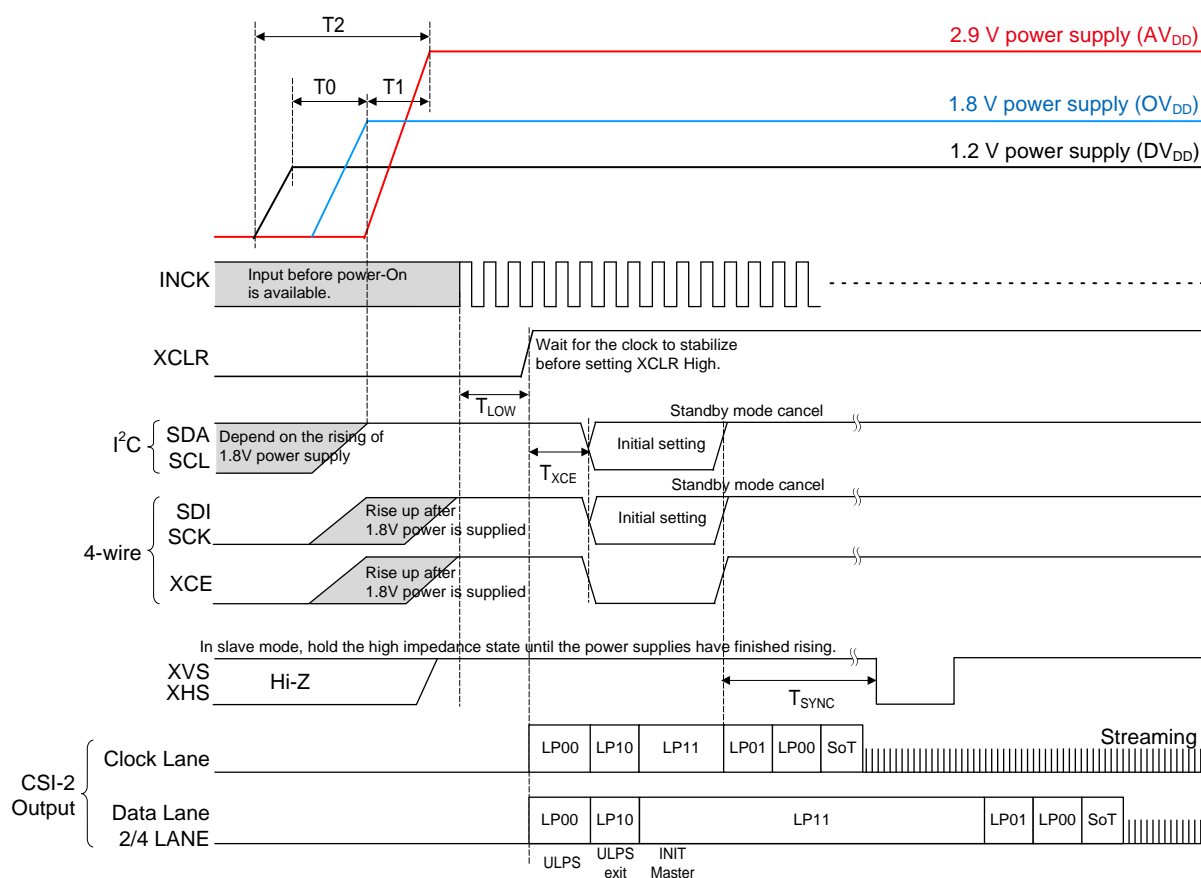 T2
2.9 V power supply (AVDD)
T0
T1
1.8 V power supply (OVDD)
1.2 V power supply (DVDD)
INCK
Input before power-On
is available.
XCLR
Wait for the clock to stabilize
before setting XCLR High.
TLOW
Standby mode cancel
I2C
SDA
SCL
Depend on the rising of
1.8V power supply
Initial setting
TXCE
Standby mode cancel
4-wire
SDI
SCK
Rise up after
1.8V power is supplied
Initial setting
XCE
Rise up after
1.8V power is supplied
In slave mode, hold the high impedance state until the power supplies have finished rising.
XVS
XHS
Hi-Z
TSYNC
CSI-2
Output
Clock Lane
LP00
LP10
LP11
LP01
LP00
SoT
Streaming
Data Lane
2/4 LANE
LP00
LP10
LP11
LP01
LP00
SoT
ULPS
ULPS
exit
INIT
Master